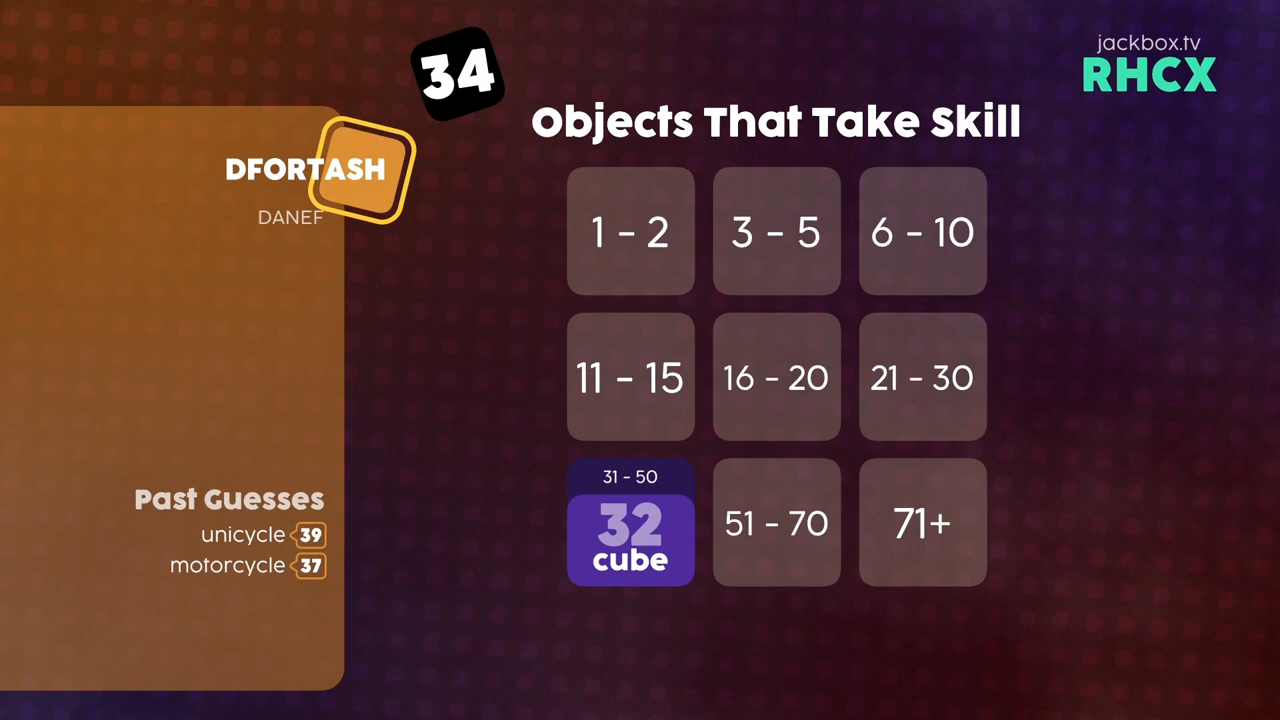 34
jackbox.tv
RHCX
Objects That Take Skill
DFORTASH
DANEF
1 - 2
3 - 5
6 - 10
11 - 15
16 - 20
21 - 30
31 - 50
32
cube
51 - 70
71+
Past Guesses
unicycle 39
motorcycle 37